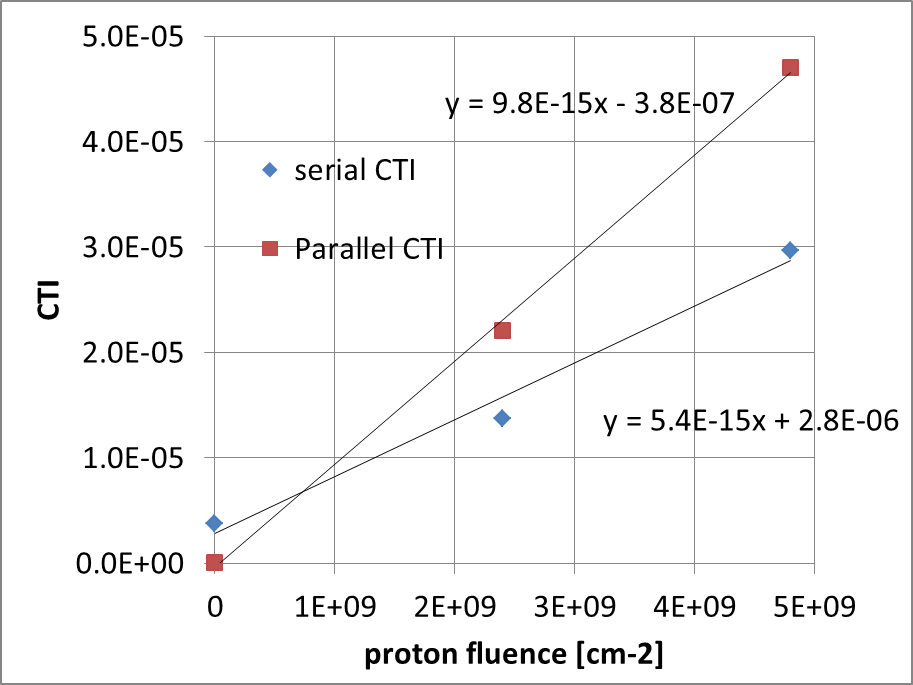 5.0E-05
y = 9.8E-15x - 3.8E-07
4.0E-05
serial CTI
3.0E-05
Parallel CTI
CTI
2.0E-05
y = 5.4E-15x + 2.8E-06
1.0E-05
0.0E+00
0 1E+09 2E+09 3E+09 4E+09 5E+09
proton fluence [cm-2]